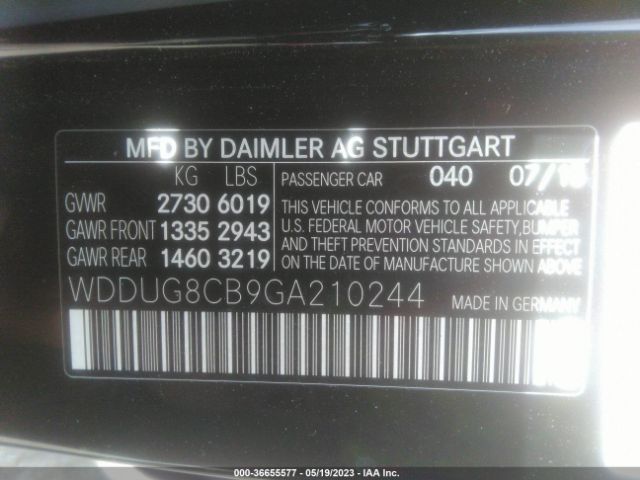 MFD BY DAIMLER AG STUTTGART
KG LBS
GVWR 2730 6019
GAWR FRONT 1335 2943
GAWR REAR 1460 3219
PASSENGER CAR 040
THIS VEHICLE CONFORMS TO ALL APPLICABLE
U.S. FEDERAL MOTOR VEHICLE SAFETY, BUMPER
AND THEFT PREVENTION STANDARDS IN EFFECT
ON DATE OF MANUFACTURE SHOWN ABOVE
WDDUG8CB9GA210244 MADE IN GERMANY
ID: 36655577 - 05/19/2023 - IAA Inc.